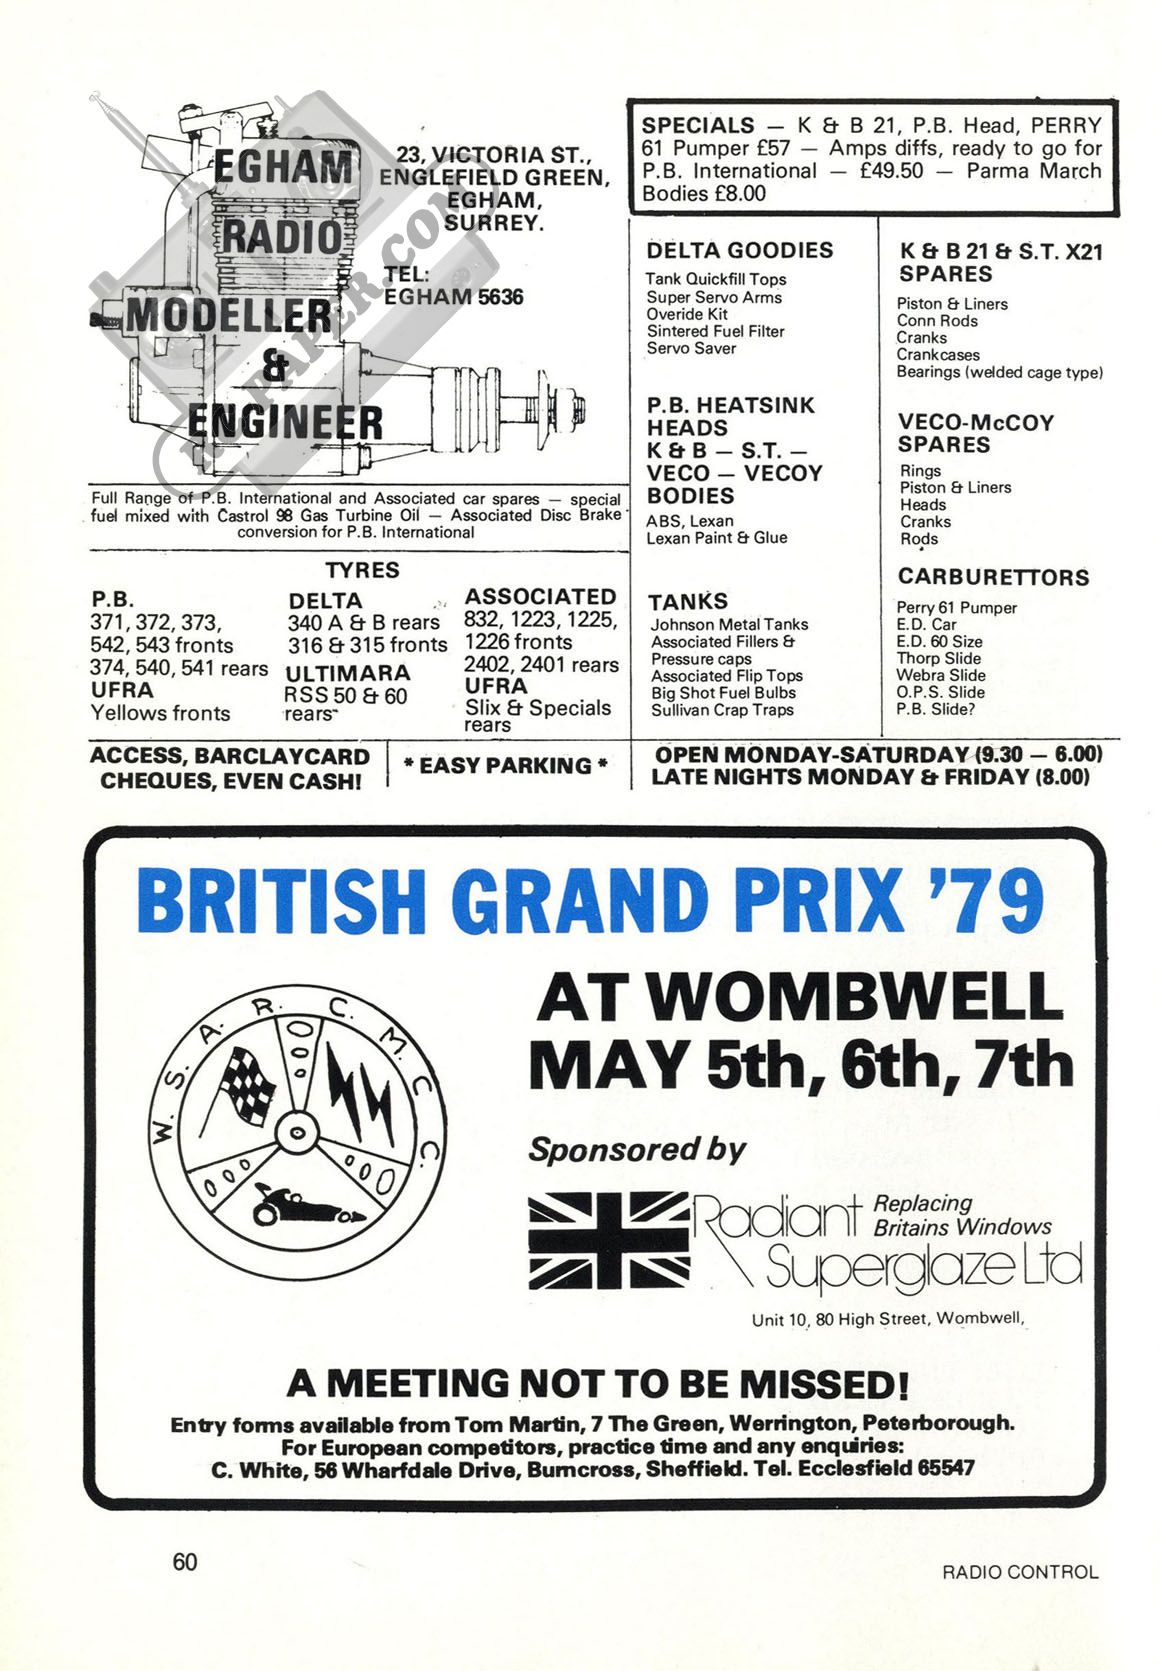 EGHAM
RADIO
MODELLER
&
ENGINEER
23, VICTORIA ST.,
ENGLEFIELD GREEN,
EGHAM,
SURREY.
TEL:
EGHAM 5636
Full Range of P.B. International and Associated car spares — special
fuel mixed with Castrol 98 Gas Turbine Oil — Associated Disc Brake
conversion for P.B. International
TYRES
P.B.
371, 372, 373,
542, 543 fronts
374, 540, 541 rears
UFRA
Yellows fronts
DELTA
340 A & B rears
316 & 315 fronts
ULTIMARA
RSS 50 & 60
rears
ASSOCIATED
832, 1223, 1225,
1226 fronts
2402, 2401 rears
UFRA
Slix & Specials
rears
SPECIALS — K & B 21, P.B. Head, PERRY
61 Pumper £57 — Amps diffs, ready to go for
P.B. International — £49.50 — Parma March
Bodies £8.00
DELTA GOODIES
Tank Quickfill Tops
Super Servo Arms
Overide Kit
Sintered Fuel Filter
Servo Saver
P.B. HEATSINK
HEADS
K & B — S.T. —
VECO — VECOY
BODIES
ABS, Lexan
Lexan Paint & Glue
TANKS
Johnson Metal Tanks
Associated Fillers &
Pressure caps
Associated Flip Tops
Big Shot Fuel Bulbs
Sullivan Crap Traps
K & B 21 & S.T. X21
SPARES
Piston & Liners
Conn Rods
Cranks
Crankcases
Bearings (welded cage type)
VECO-McCOY
SPARES
Rings
Piston & Liners
Heads
Cranks
Rods
CARBURETTORS
Perry 61 Pumper
E.D. Car
E.D. 60 Size
Thorp Slide
Webra Slide
O.P.S. Slide
P.B. Slide?
ACCESS, BARCLAYCARD
CHEQUES, EVEN CASH!
* EASY PARKING *
OPEN MONDAY-SATURDAY (9.30 — 6.00)
LATE NIGHTS MONDAY & FRIDAY (8.00)
BRITISH GRAND PRIX '79
W. S. A. R. C. M. C. C.
AT WOMBWELL
MAY 5th, 6th, 7th
Sponsored by
Radiant
Superglaze Ltd
Replacing
Britains Windows
Unit 10, 80 High Street, Wombwell,
A MEETING NOT TO BE MISSED!
Entry forms available from Tom Martin, 7 The Green, Werrington, Peterborough.
For European competitors, practice time and any enquiries:
C. White, 56 Wharfdale Drive, Burncross, Sheffield. Tel. Ecclesfield 65547
60
RADIO CONTROL